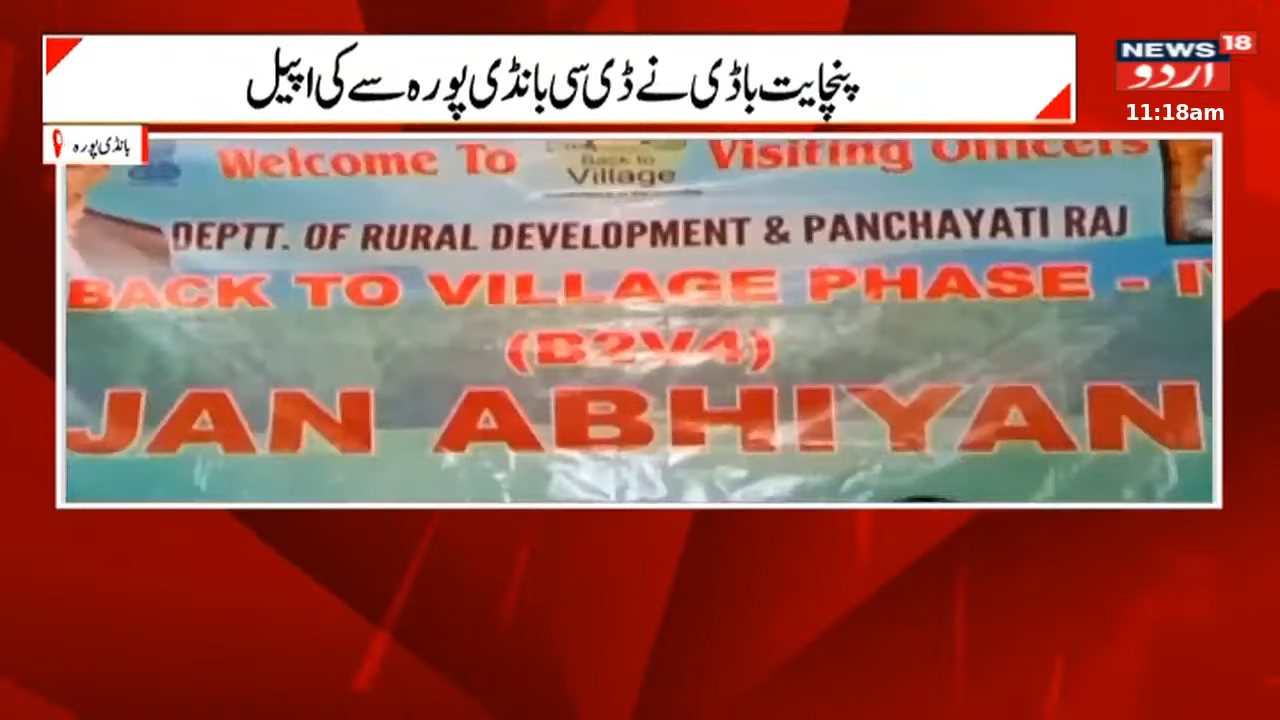 پنچایت باڈی نے ڈی سی بانڈی پورہ سے کی اپیل
NEWS 18
اردو
11:18am
بانڈی پورہ
Welcome To
Back to
Village
Visiting Officers
DEPTT. OF RURAL DEVELOPMENT & PANCHAYATI RAJ
BACK TO VILLAGE PHASE -
(B2V4)
JAN ABHIYAN